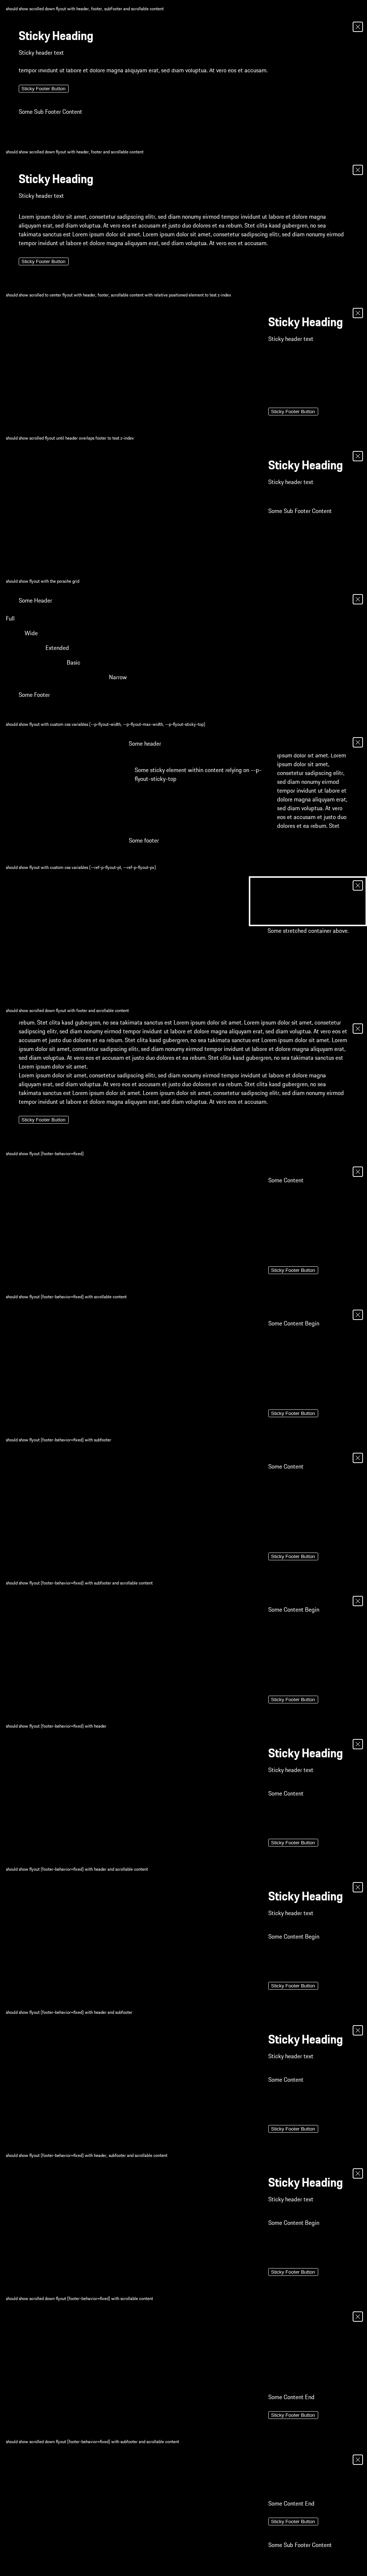 should show scrolled down flyout with header, footer, subFooter and scrollable content
Sticky Heading
Sticky header text
tempor invidunt ut labore et dolore magna aliquyam erat, sed diam voluptua. At vero eos et accusam.
Sticky Footer Button
Some Sub Footer Content
should show scrolled down flyout with header, footer and scrollable content
Sticky Heading
Sticky header text
Lorem ipsum dolor sit amet, consetetur sadipscing elitr, sed diam nonumy eirmod tempor invidunt ut labore et dolore magna
aliquyam erat, sed diam voluptua. At vero eos et accusam et justo duo dolores et ea rebum. Stet clita kasd gubergren, no sea
takimata sanctus est Lorem ipsum dolor sit amet. Lorem ipsum dolor sit amet, consetetur sadipscing elitr, sed diam nonumy eirmod
tempor invidunt ut labore et dolore magna aliquyam erat, sed diam voluptua. At vero eos et accusam.
Sticky Footer Button
should show scrolled to center flyout with header, footer, scrollable content with relative positioned element to test z-index
Sticky Heading
Sticky header text
Sticky Footer Button
should show scrolled flyout until header overlaps footer to test z-index
Sticky Heading
Sticky header text
Some Sub Footer Content
should show flyout with the porsche grid
Some Header
Full
Wide
Extended
Basic
Narrow
Some Footer
should show flyout with custom css variables (--p-flyout-width, --p-flyout-max-width, --p-flyout-sticky-top)
Some header
Some sticky element within content relying on --p-
flyout-sticky-top
ipsum dolor sit amet. Lorem
ipsum dolor sit amet,
consetetur sadipscing elitr,
sed diam nonumy eirmod
tempor invidunt ut labore et
dolore magna aliquyam erat,
sed diam voluptua. At vero
eos et accusam et justo duo
dolores et ea rebum. Stet
Some footer
should show flyout with custom css variables (--ref-p-flyout-pt, --ref-p-flyout-px)
Some stretched container above.
should show scrolled down flyout with footer and scrollable content
rebum. Stet clita kasd gubergren, no sea takimata sanctus est Lorem ipsum dolor sit amet. Lorem ipsum dolor sit amet, consetetur
sadipscing elitr, sed diam nonumy eirmod tempor invidunt ut labore et dolore magna aliquyam erat, sed diam voluptua. At vero eos et
accusam et justo duo dolores et ea rebum. Stet clita kasd gubergren, no sea takimata sanctus est Lorem ipsum dolor sit amet. Lorem
ipsum dolor sit amet, consetetur sadipscing elitr, sed diam nonumy eirmod tempor invidunt ut labore et dolore magna aliquyam erat,
sed diam voluptua. At vero eos et accusam et justo duo dolores et ea rebum. Stet clita kasd gubergren, no sea takimata sanctus est
Lorem ipsum dolor sit amet.
Lorem ipsum dolor sit amet, consetetur sadipscing elitr, sed diam nonumy eirmod tempor invidunt ut labore et dolore magna
aliquyam erat, sed diam voluptua. At vero eos et accusam et justo duo dolores et ea rebum. Stet clita kasd gubergren, no sea
takimata sanctus est Lorem ipsum dolor sit amet. Lorem ipsum dolor sit amet, consetetur sadipscing elitr, sed diam nonumy eirmod
tempor invidunt ut labore et dolore magna aliquyam erat, sed diam voluptua. At vero eos et accusam.
Sticky Footer Button
should show flyout (footer-behavior=fixed)
Some Content
Sticky Footer Button
should show flyout (footer-behavior=fixed) with scrollable content
Some Content Begin
Sticky Footer Button
should show flyout (footer-behavior=fixed) with subfooter
Some Content
Sticky Footer Button
should show flyout (footer-behavior=fixed) with subfooter and scrollable content
Some Content Begin
Sticky Footer Button
should show flyout (footer-behavior=fixed) with header
Sticky Heading
Sticky header text
Some Content
Sticky Footer Button
should show flyout (footer-behavior=fixed) with header and scrollable content
Sticky Heading
Sticky header text
Some Content Begin
Sticky Footer Button
should show flyout (footer-behavior=fixed) with header and subfooter
Sticky Heading
Sticky header text
Some Content
Sticky Footer Button
should show flyout (footer-behavior=fixed) with header, subfooter and scrollable content
Sticky Heading
Sticky header text
Some Content Begin
Sticky Footer Button
should show scrolled down flyout (footer-behavior=fixed) with scrollable content
Some Content End
Sticky Footer Button
should show scrolled down flyout (footer-behavior=fixed) with subfooter and scrollable content
Some Content End
Sticky Footer Button
Some Sub Footer Content